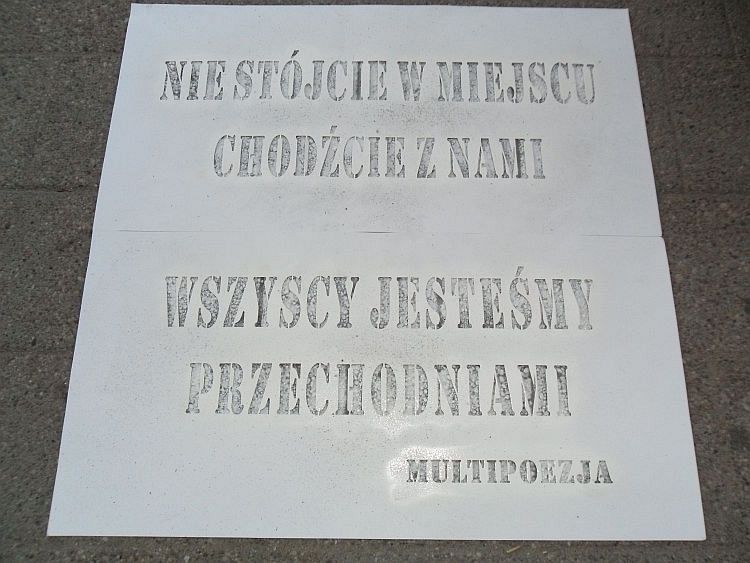 NIE STÓJCIE W MIEJSCU
CHODŹCIE Z NAMI
WSZYSCY JESTEŚMY
PRZECHODNIAMI
MULTIPOEZJA